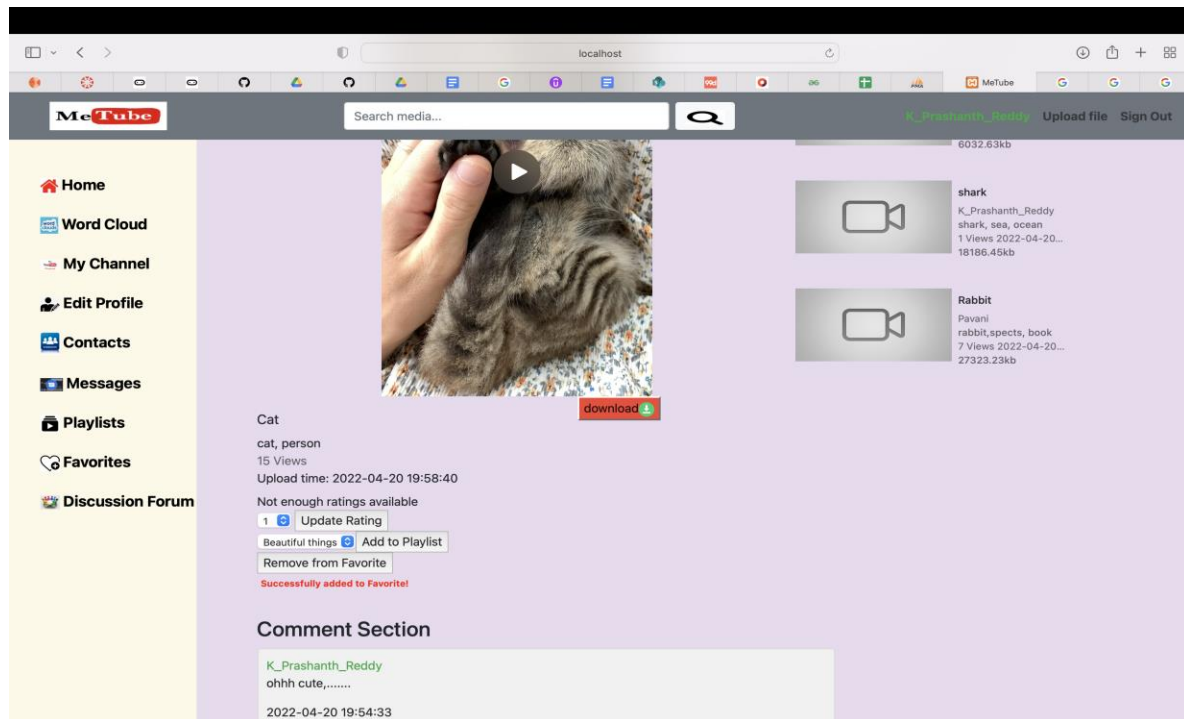 localhost
MeTube
MeTube
Search media...
K_Prashanth_Reddy
Upload file
Sign Out
Home
Word Cloud
My Channel
Edit Profile
Contacts
Messages
Playlists
Favorites
Discussion Forum
download
Cat
cat, person
15 Views
Upload time: 2022-04-20 19:58:40
Not enough ratings available
1
Update Rating
Beautiful things
Add to Playlist
Remove from Favorite
Successfully added to Favorite!
Comment Section
K_Prashanth_Reddy
ohhh cute,.......
2022-04-20 19:54:33
6032.63kb
shark
K_Prashanth_Reddy
shark, sea, ocean
1 Views 2022-04-20...
18186.45kb
Rabbit
Pavani
rabbit,spects, book
7 Views 2022-04-20...
27323.23kb